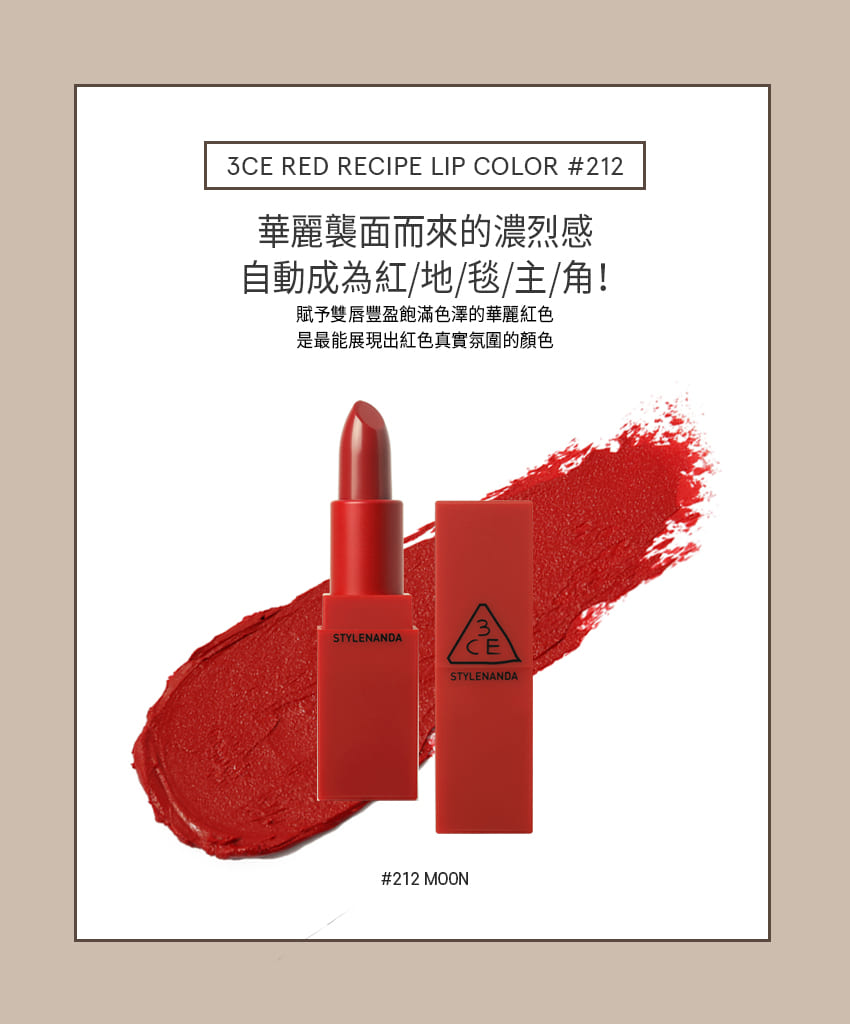 3CE RED RECIPE LIP COLOR #212
華麗襲面而來的濃烈感
自動成為紅/地/毯/主/角!
賦予雙唇豐盈飽滿色澤的華麗紅色
是最能展現出紅色真實氛圍的顏色
STYLENANDA
3
CE
STYLENANDA
#212 MOON